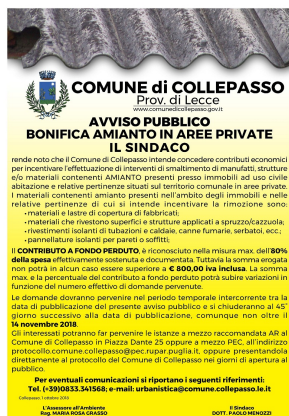 COMUNE di COLLEPASSO
Prov. di Lecce
www.comunedicollepasso.gov.it
AVVISO PUBBLICO
BONIFICA AMIANTO IN AREE PRIVATE
IL SINDACO
rende noto che il Comune di Collepasso intende concedere contributi economici
per incentivare l'effettuazione di interventi di smaltimento di manufatti, strutture
e/o materiali contenenti AMIANTO presenti presso immobili ad uso civile
abitazione e relative pertinenze situati sul territorio comunale in aree private.
I materiali contenenti amianto presenti nell'ambito degli immobili e nelle
relative pertinenze di cui si intende incentivare la rimozione sono:
•materiali e lastre di copertura di fabbricati;
•materiali che rivestono superfici e strutture applicati a spruzzo/cazzuola;
•rivestimenti isolanti di tubazioni e caldaie, canne fumarie, serbatoi, ecc.;
•pannellature isolanti per pareti o soffitti;
Il CONTRIBUTO A FONDO PERDUTO, è riconosciuto nella misura max. dell'80%
della spesa effettivamente sostenuta e documentata. Tuttavia la somma erogata
non potrà in alcun caso essere superiore a € 800,00 iva inclusa. La somma
max. e la percentuale del contributo a fondo perduto potrà subire variazioni in
funzione del numero effettivo di domande pervenute.
Le domande dovranno pervenire nel periodo temporale intercorrente tra la
data di pubblicazione del presente avviso pubblico e si chiuderanno al 45°
giorno successivo alla data di pubblicazione, comunque non oltre il
14 novembre 2018.
Gli interessati potranno far pervenire le istanze a mezzo raccomandata AR al
Comune di Collepasso in Piazza Dante 25 oppure a mezzo PEC, all'indirizzo
protocollo.comune.collepasso@pec.rupar.puglia.it, oppure presentandola
direttamente al protocollo del Comune di Collepasso nei giorni di apertura al
pubblico.
Per eventuali comunicazioni si riportano i seguenti riferimenti:
Tel. (+39)0833.341568; e-mail: urbanistica@comune.collepasso.le.it
Collepasso, 1 ottobre 2018
L'Assessore all'Ambiente
Rag. MARIA ROSA GRASSO
Il Sindaco
DOTT. PAOLO MENOZZI